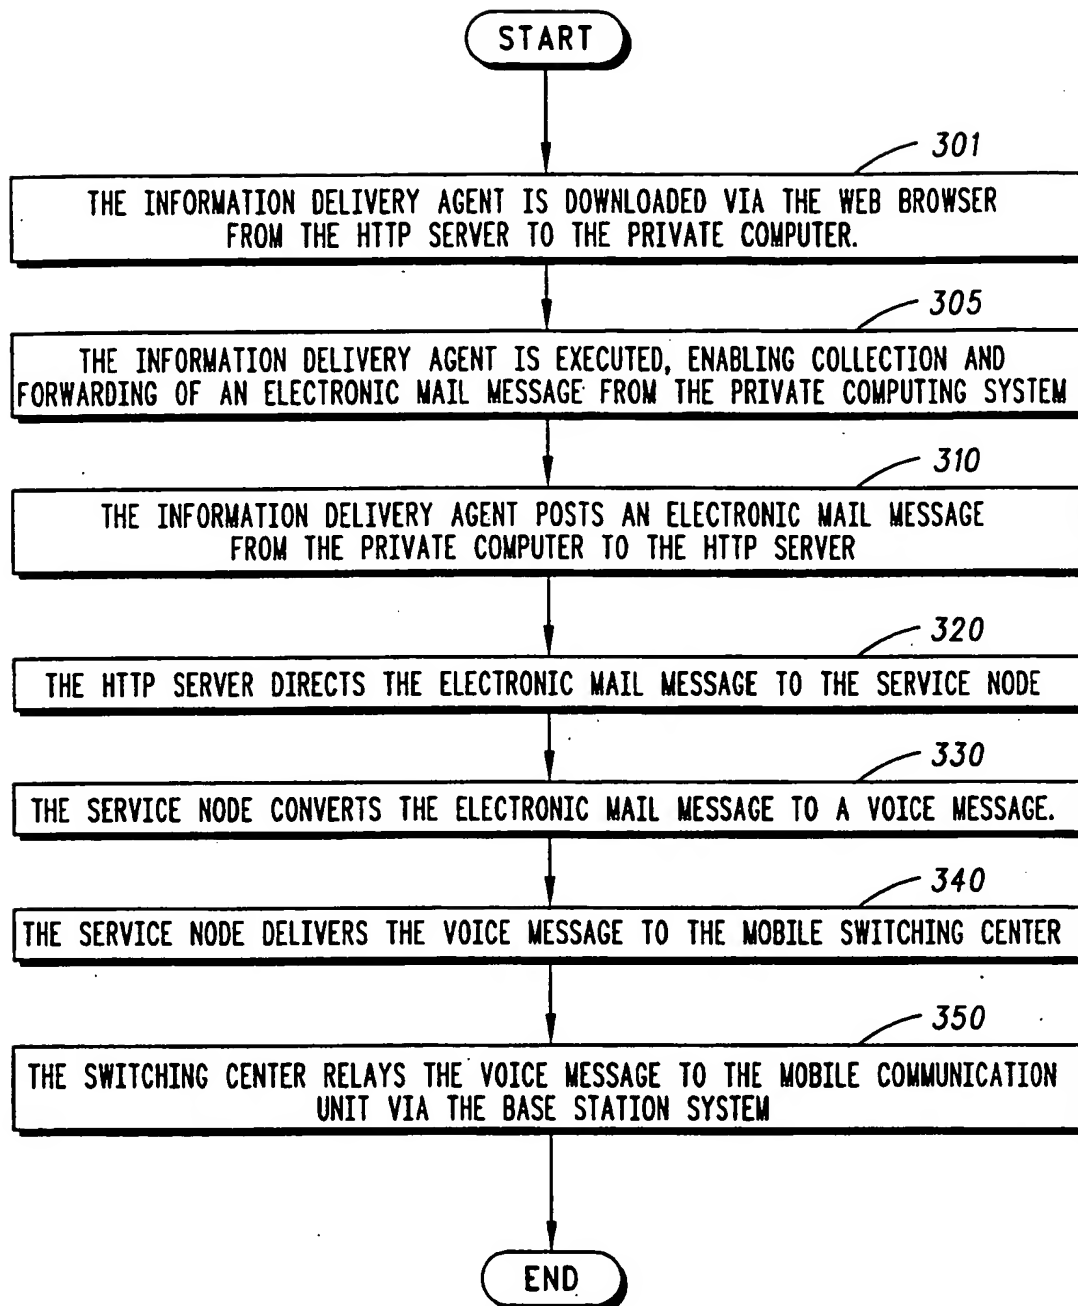 START
301
THE INFORMATION DELIVERY AGENT IS DOWNLOADED VIA THE WEB BROWSER
FROM THE HTTP SERVER TO THE PRIVATE COMPUTER.
305
THE INFORMATION DELIVERY AGENT IS EXECUTED, ENABLING COLLECTION AND
FORWARDING OF AN ELECTRONIC MAIL MESSAGE FROM THE PRIVATE COMPUTING SYSTEM
310
THE INFORMATION DELIVERY AGENT POSTS AN ELECTRONIC MAIL MESSAGE
FROM THE PRIVATE COMPUTER TO THE HTTP SERVER
320
THE HTTP SERVER DIRECTS THE ELECTRONIC MAIL MESSAGE TO THE SERVICE NODE
330
THE SERVICE NODE CONVERTS THE ELECTRONIC MAIL MESSAGE TO A VOICE MESSAGE.
340
THE SERVICE NODE DELIVERS THE VOICE MESSAGE TO THE MOBILE SWITCHING CENTER
350
THE SWITCHING CENTER RELAYS THE VOICE MESSAGE TO THE MOBILE COMMUNICATION
UNIT VIA THE BASE STATION SYSTEM
END